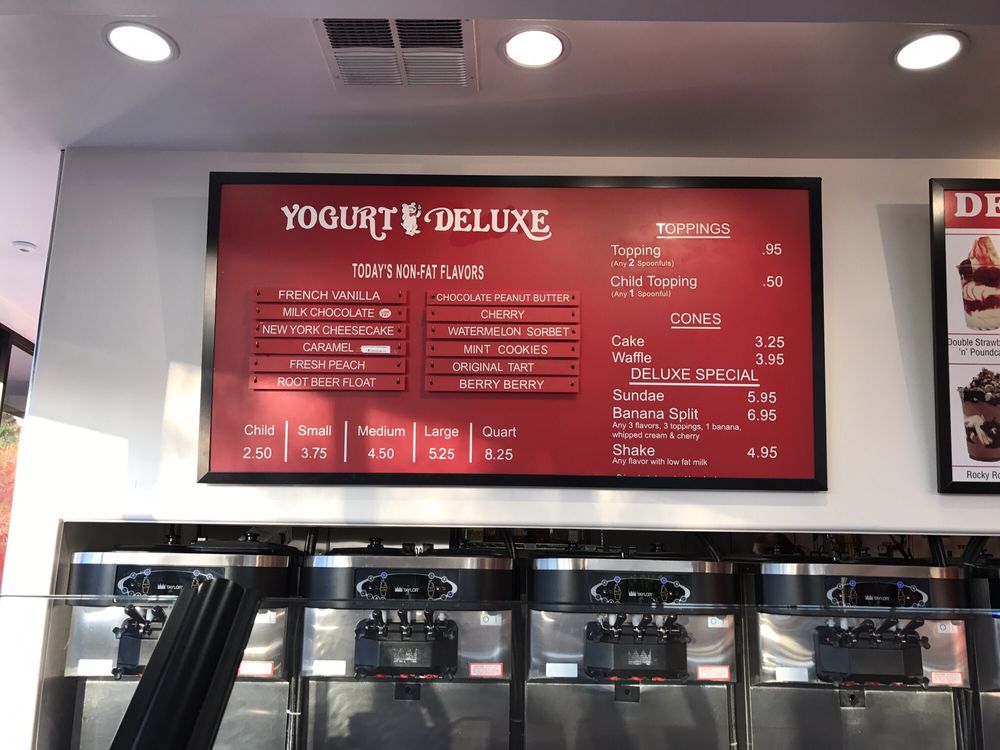 YOGURT DELUXE
TODAY'S NON-FAT FLAVORS
FRENCH VANILLA
MILK CHOCOLATE
NEW YORK CHEESECAKE
CARAMEL
FRESH PEACH
ROOT BEER FLOAT
CHOCOLATE PEANUT BUTTER
CHERRY
WATERMELON SORBET
MINT COOKIES
ORIGINAL TART
BERRY BERRY
Child Small Medium Large Quart
2.50 3.75 4.50 5.25 8.25
TOPPINGS
Topping .95
(Any 2 Spoonfuls)
Child Topping .50
(Any 1 Spoonful)
CONES
Cake 3.25
Waffle 3.95
DELUXE SPECIAL
Sundae 5.95
Banana Split 6.95
Any 3 flavors, 3 toppings, 1 banana,
whipped cream & cherry
Shake 4.95
Any flavor with low fat milk
DE
Double Strawb
'n' Poundca
Rocky Ro
TAYLOR
TAYLOR
TAYLOR
TAYLOR